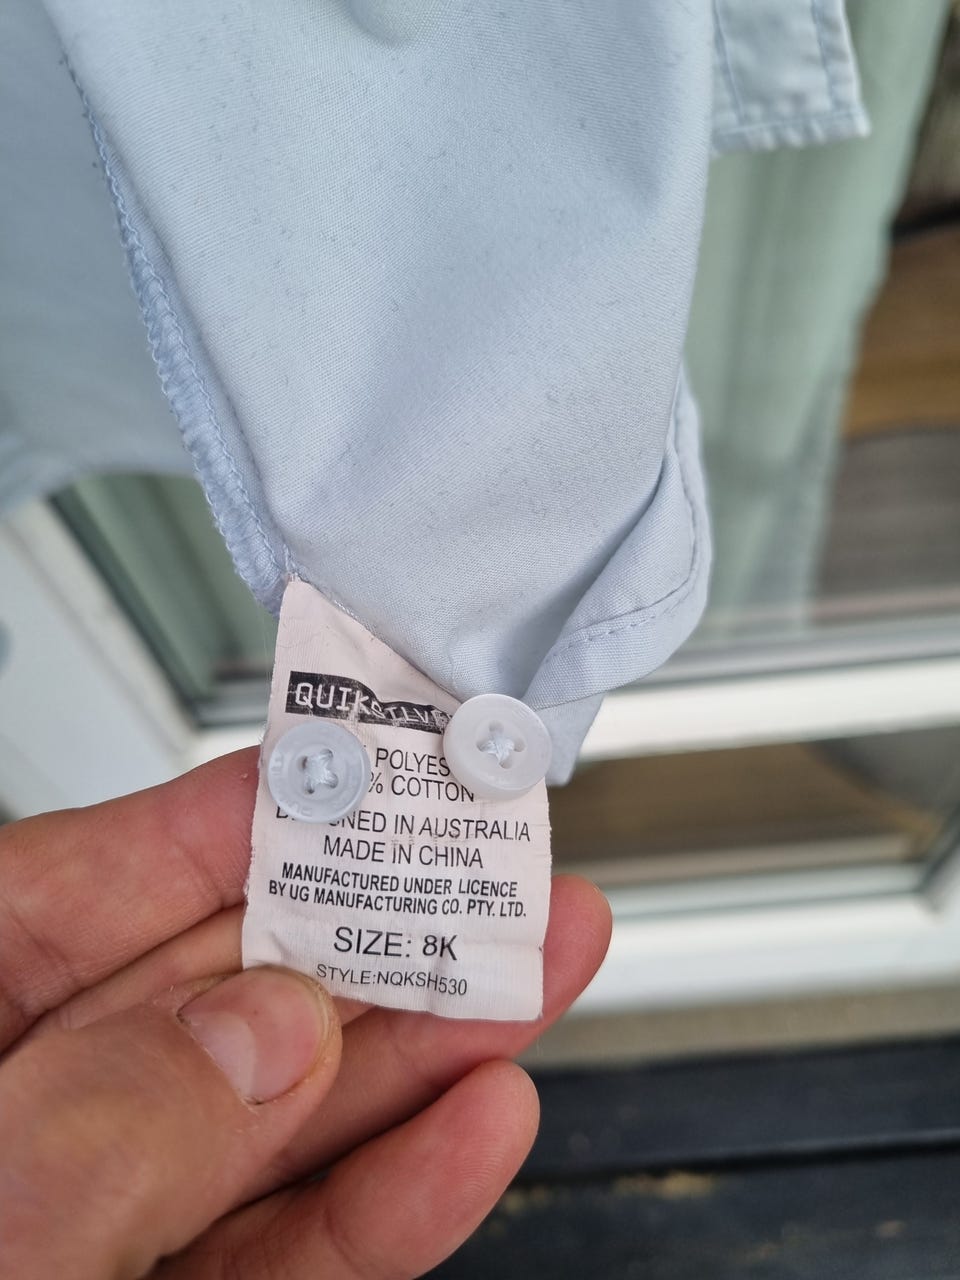 QUIKSILVE
POLYES
% COTTON
NED IN AUSTRALIA
MADE IN CHINA
MANUFACTURED UNDER LICENCE
BY UG MANUFACTURING CO. PTY. LTD.
SIZE: 8K
STYLE:NQKSH530